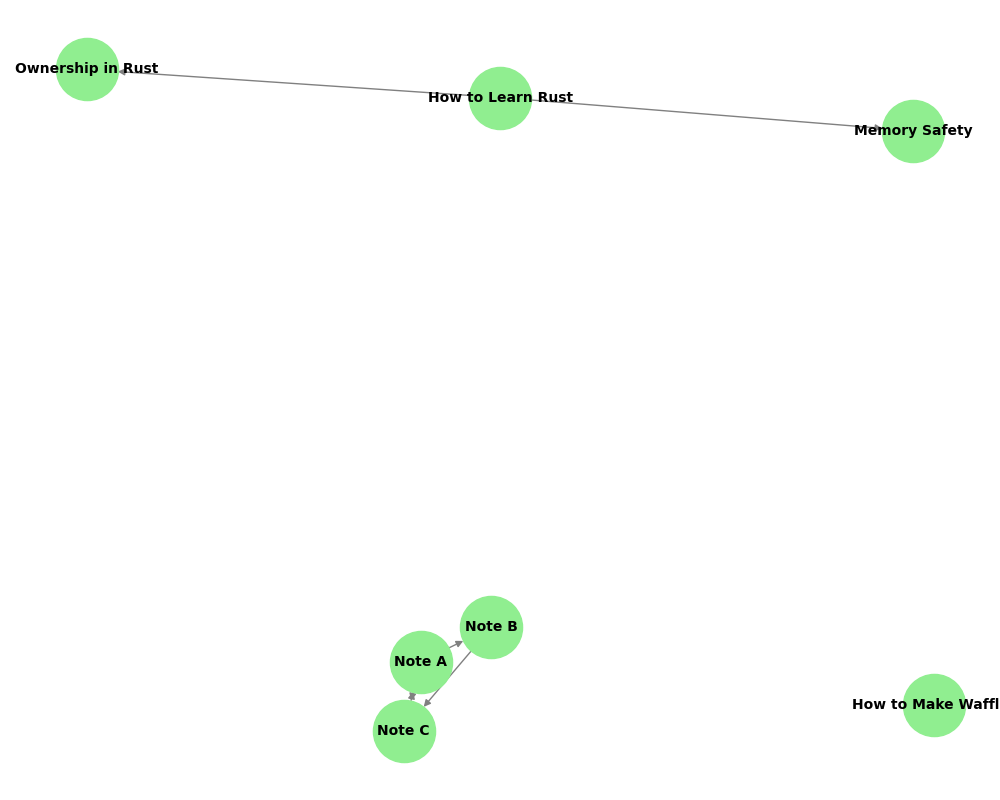 Ownership in Rust
How to Learn Rust
Memory Safety
Note B
Note A
How to Make Waffl
Note C